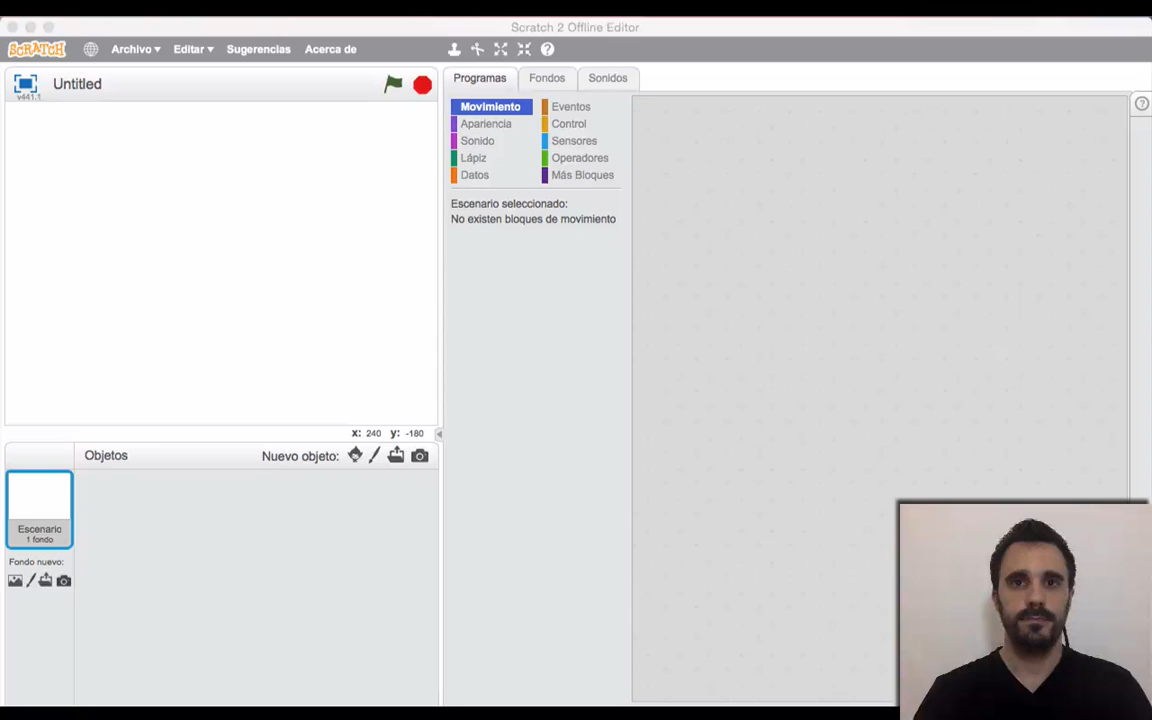 Scratch 2 Offline Editor
SCRATCH Archivo Editar Sugerencias Acerca de
v441.1 Untitled
Programas Fondos Sonidos
Movimiento Eventos
Apariencia Control
Sonido Sensores
Lápiz Operadores
Datos Más Bloques
Escenario seleccionado:
No existen bloques de movimiento
x: 240 y: -180
Objetos Nuevo objeto:
Escenario
1 fondo
Fondo nuevo: